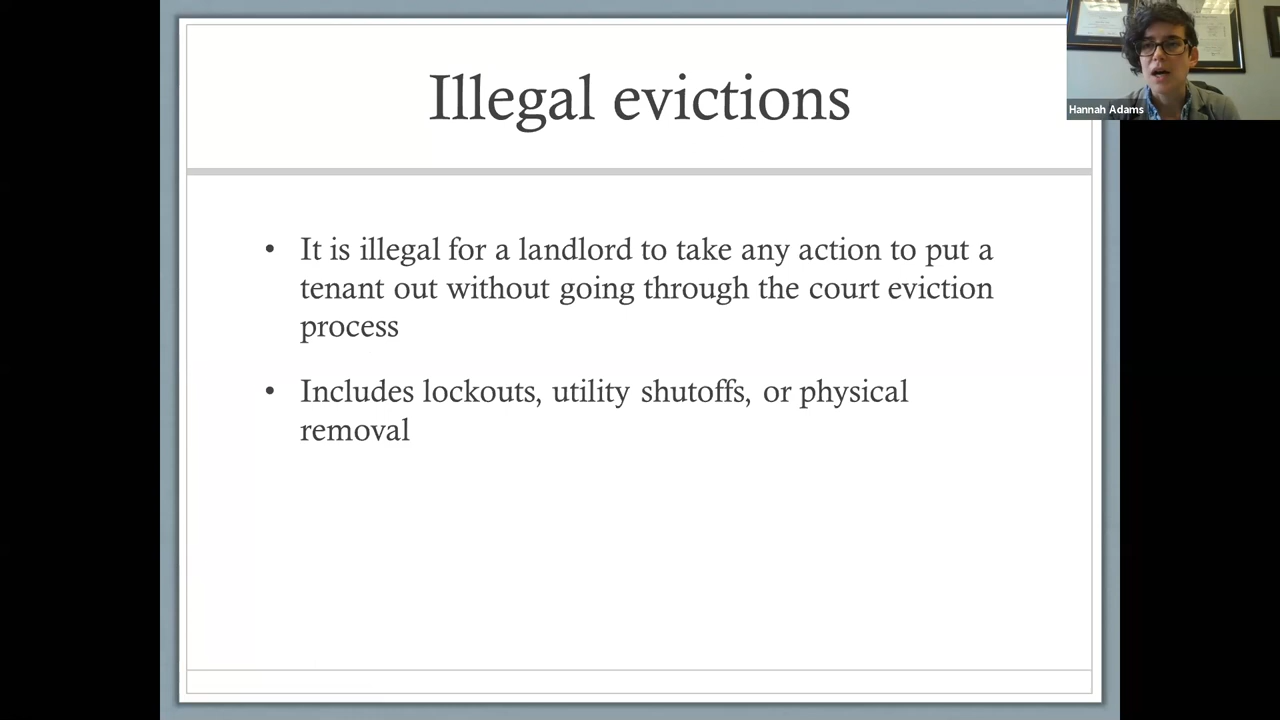 Illegal evictions
Hannah Adams
• It is illegal for a landlord to take any action to put a
tenant out without going through the court eviction
process
• Includes lockouts, utility shutoffs, or physical
removal